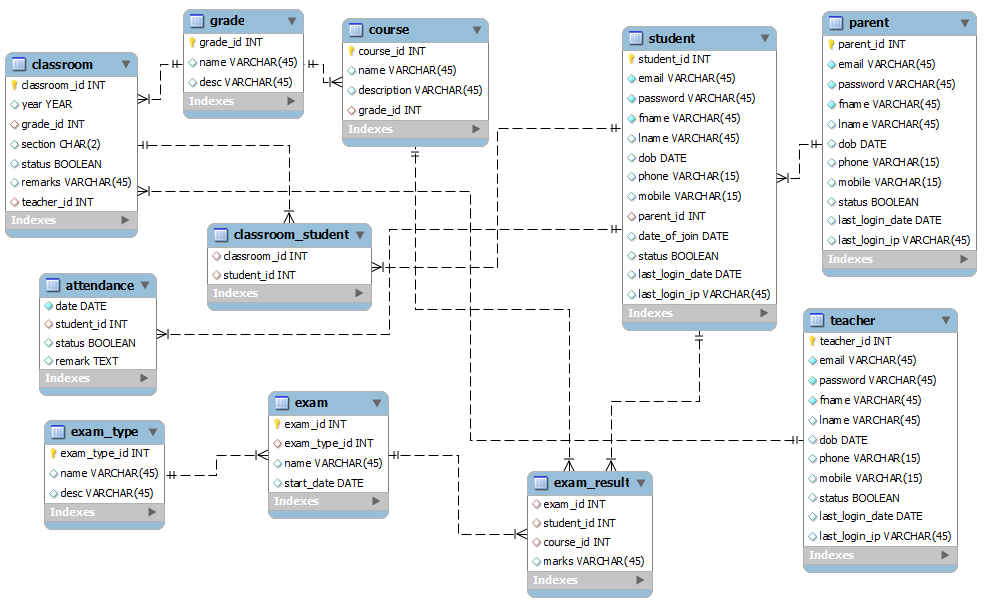 grade
grade_id INT
name VARCHAR(45)
desc VARCHAR(45)
Indexes
course
course_id INT
name VARCHAR(45)
description VARCHAR(45)
grade_id INT
Indexes
classroom
classroom_id INT
year YEAR
grade_id INT
section CHAR(2)
status BOOLEAN
remarks VARCHAR(45)
teacher_id INT
Indexes
student
student_id INT
email VARCHAR(45)
password VARCHAR(45)
fname VARCHAR(45)
lname VARCHAR(45)
dob DATE
phone VARCHAR(15)
mobile VARCHAR(15)
parent_id INT
date_of_join DATE
status BOOLEAN
last_login_date DATE
last_login_ip VARCHAR(45)
Indexes
parent
parent_id INT
email VARCHAR(45)
password VARCHAR(45)
fname VARCHAR(45)
lname VARCHAR(45)
dob DATE
phone VARCHAR(15)
mobile VARCHAR(15)
status BOOLEAN
last_login_date DATE
last_login_ip VARCHAR(45)
Indexes
classroom_student
classroom_id INT
student_id INT
Indexes
attendance
date DATE
student_id INT
status BOOLEAN
remark TEXT
Indexes
teacher
teacher_id INT
email VARCHAR(45)
password VARCHAR(45)
fname VARCHAR(45)
lname VARCHAR(45)
dob DATE
phone VARCHAR(15)
mobile VARCHAR(15)
status BOOLEAN
last_login_date DATE
last_login_ip VARCHAR(45)
Indexes
exam_type
exam_type_id INT
name VARCHAR(45)
desc VARCHAR(45)
Indexes
exam
exam_id INT
exam_type_id INT
name VARCHAR(45)
start_date DATE
Indexes
exam_result
exam_id INT
student_id INT
course_id INT
marks VARCHAR(45)
Indexes